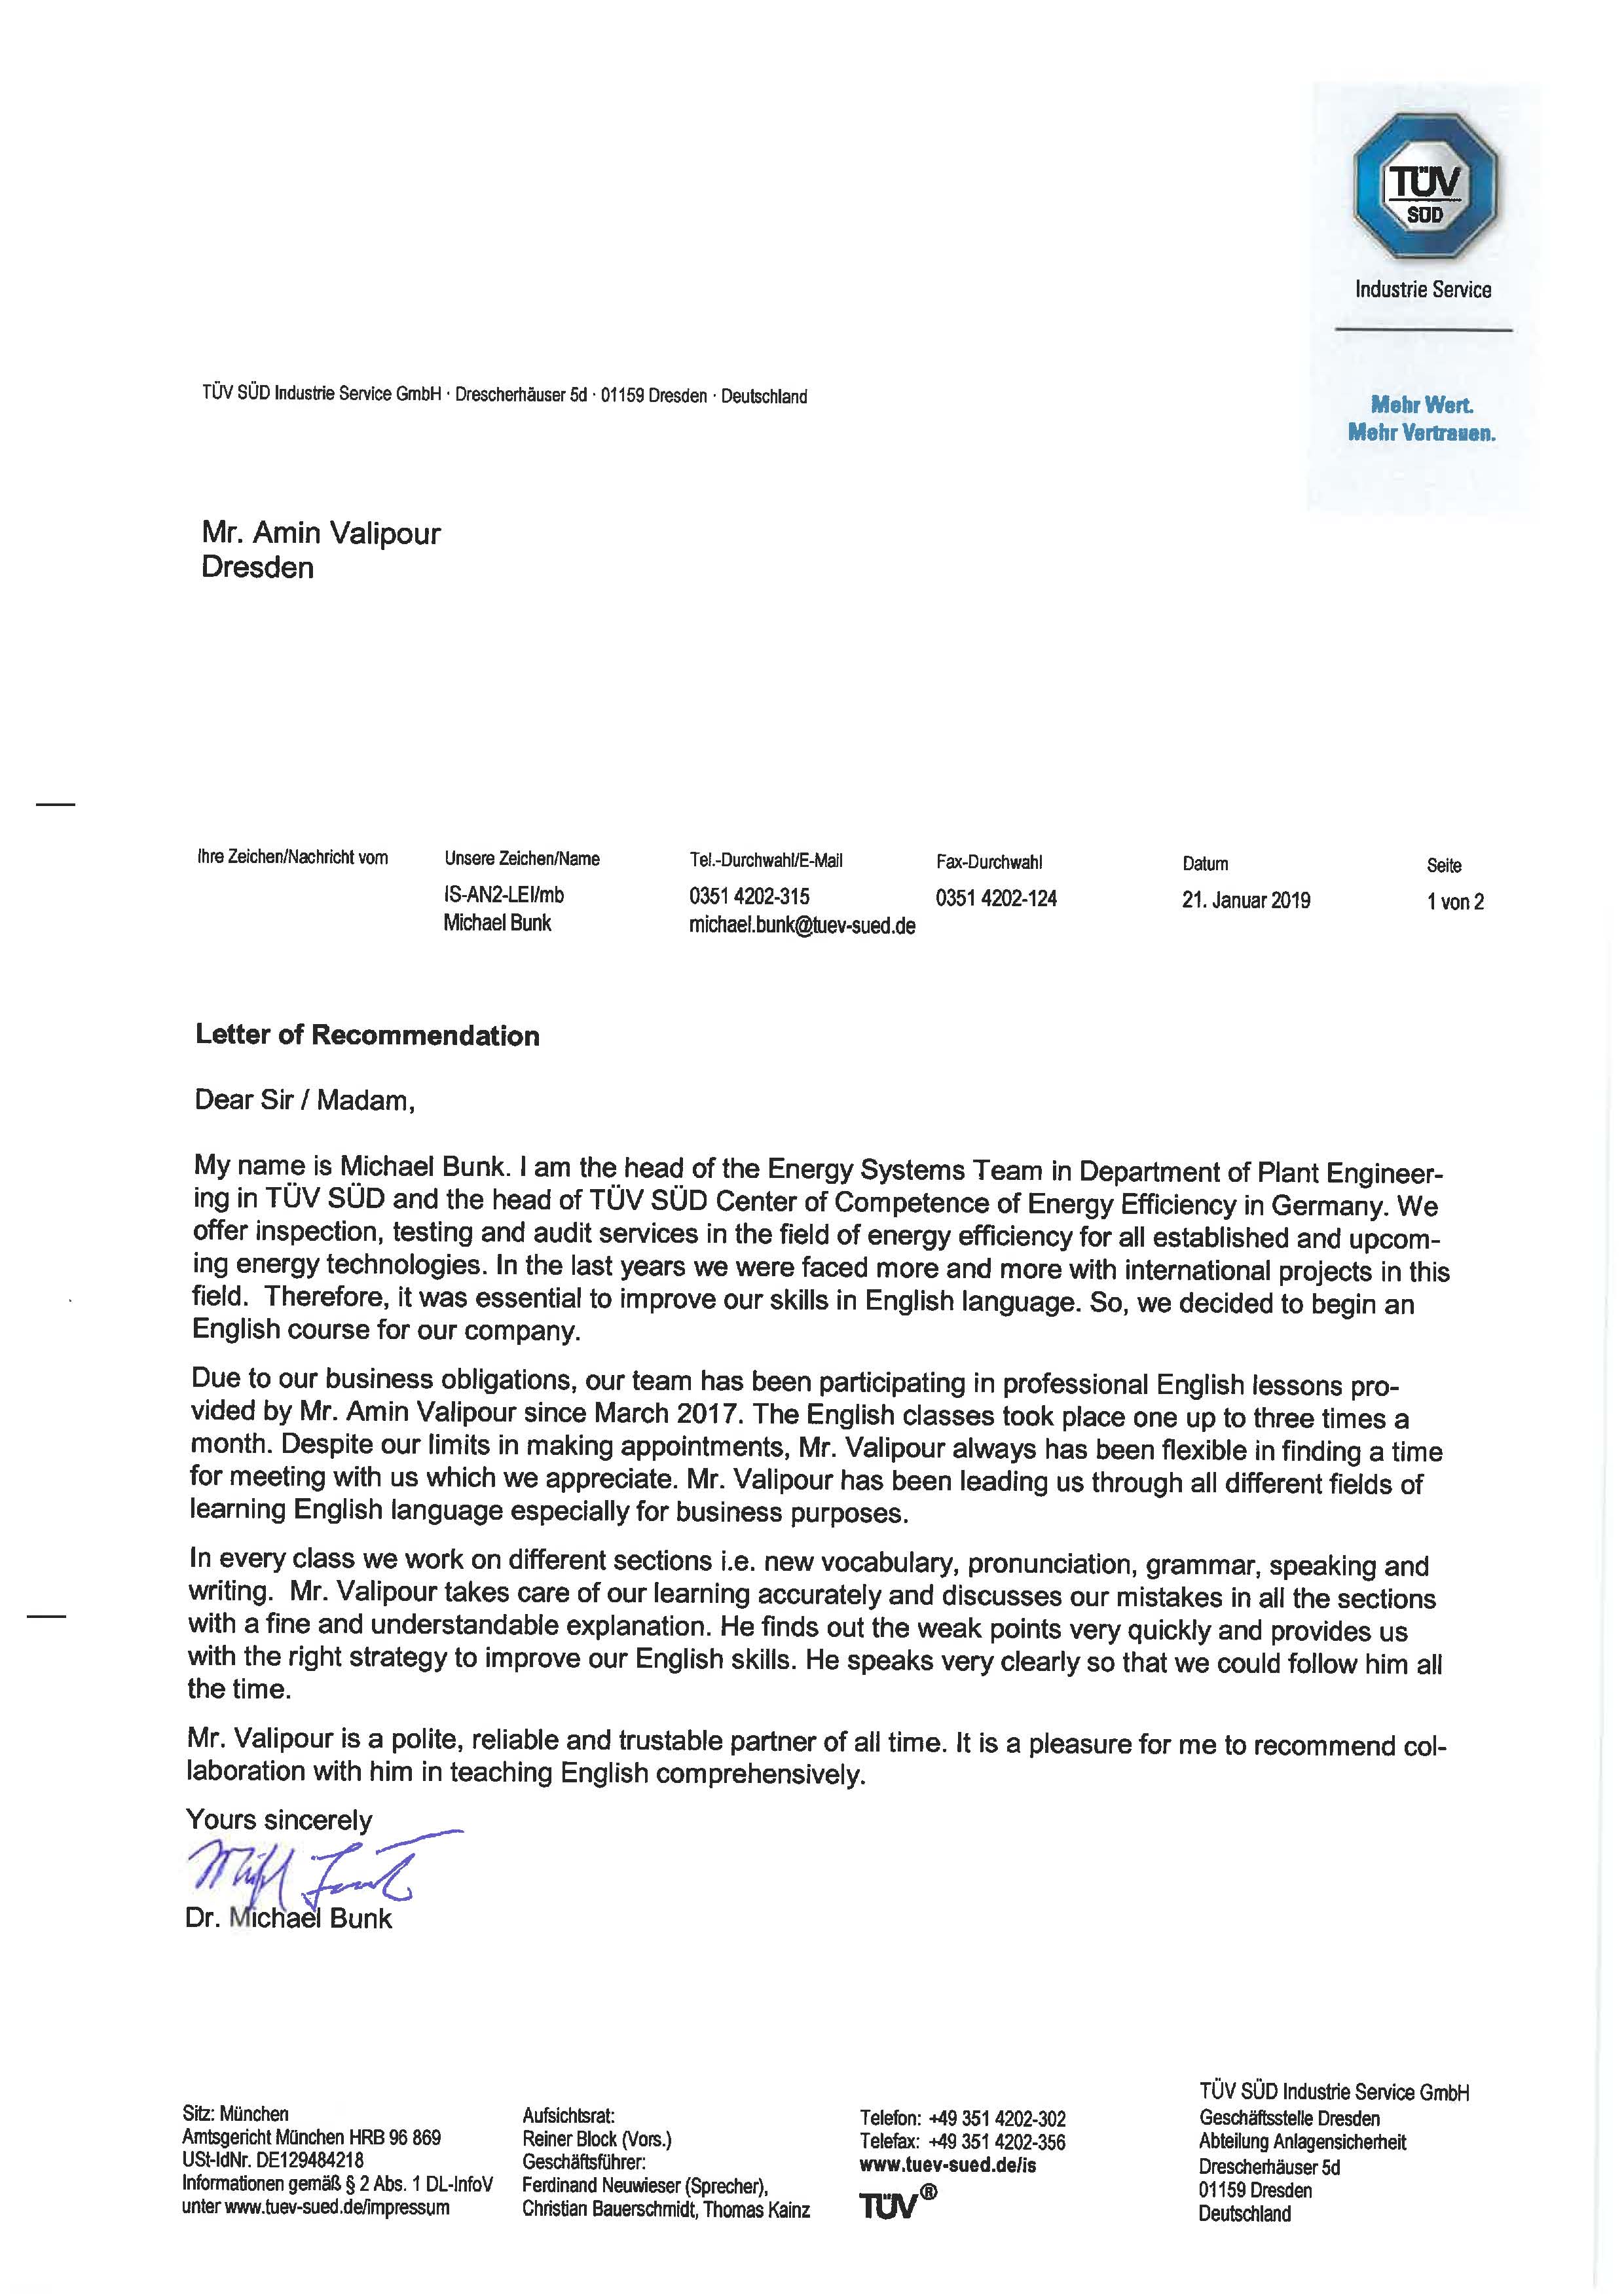 TÜV
SÜD
Industrie Service
Mehr Wert.
Mehr Vertrauen.
TÜV SÜD Industrie Service GmbH · Drescherhäuser 5d · 01159 Dresden · Deutschland
Mr. Amin Valipour
Dresden
Ihre Zeichen/Nachricht vom Unsere Zeichen/Name Tel.-Durchwahl/E-Mail Fax-Durchwahl Datum Seite
IS-AN2-LEI/mb 0351 4202-315 0351 4202-124 21. Januar 2019 1 von 2
Michael Bunk michael.bunk@tuev-sued.de
Letter of Recommendation
Dear Sir / Madam,
My name is Michael Bunk. I am the head of the Energy Systems Team in Department of Plant Engineer-
ing in TÜV SÜD and the head of TÜV SÜD Center of Competence of Energy Efficiency in Germany. We
offer inspection, testing and audit services in the field of energy efficiency for all established and upcom-
ing energy technologies. In the last years we were faced more and more with international projects in this
field. Therefore, it was essential to improve our skills in English language. So, we decided to begin an
English course for our company.
Due to our business obligations, our team has been participating in professional English lessons pro-
vided by Mr. Amin Valipour since March 2017. The English classes took place one up to three times a
month. Despite our limits in making appointments, Mr. Valipour always has been flexible in finding a time
for meeting with us which we appreciate. Mr. Valipour has been leading us through all different fields of
learning English language especially for business purposes.
In every class we work on different sections i.e. new vocabulary, pronunciation, grammar, speaking and
writing. Mr. Valipour takes care of our learning accurately and discusses our mistakes in all the sections
with a fine and understandable explanation. He finds out the weak points very quickly and provides us
with the right strategy to improve our English skills. He speaks very clearly so that we could follow him all
the time.
Mr. Valipour is a polite, reliable and trustable partner of all time. It is a pleasure for me to recommend col-
laboration with him in teaching English comprehensively.
Yours sincerely
Dr. Michael Bunk
Sitz: München
Amtsgericht München HRB 96 869
USt-IdNr. DE129484218
Informationen gemäß § 2 Abs. 1 DL-InfoV
unter www.tuev-sued.de/impressum
Aufsichtsrat:
Reiner Block (Vors.)
Geschäftsführer:
Ferdinand Neuwieser (Sprecher),
Christian Bauerschmidt, Thomas Kainz
Telefon: +49 351 4202-302
Telefax: +49 351 4202-356
www.tuev-sued.de/is
TÜV®
TÜV SÜD Industrie Service GmbH
Geschäftsstelle Dresden
Abteilung Anlagensicherheit
Drescherhäuser 5d
01159 Dresden
Deutschland